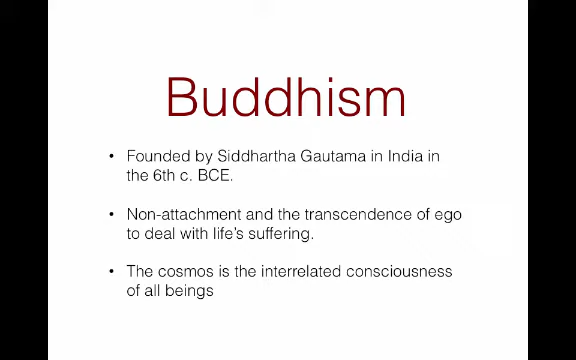 Buddhism
• Founded by Siddhartha Gautama in India in
the 6th c. BCE.
• Non-attachment and the transcendence of ego
to deal with life's suffering.
• The cosmos is the interrelated consciousness
of all beings